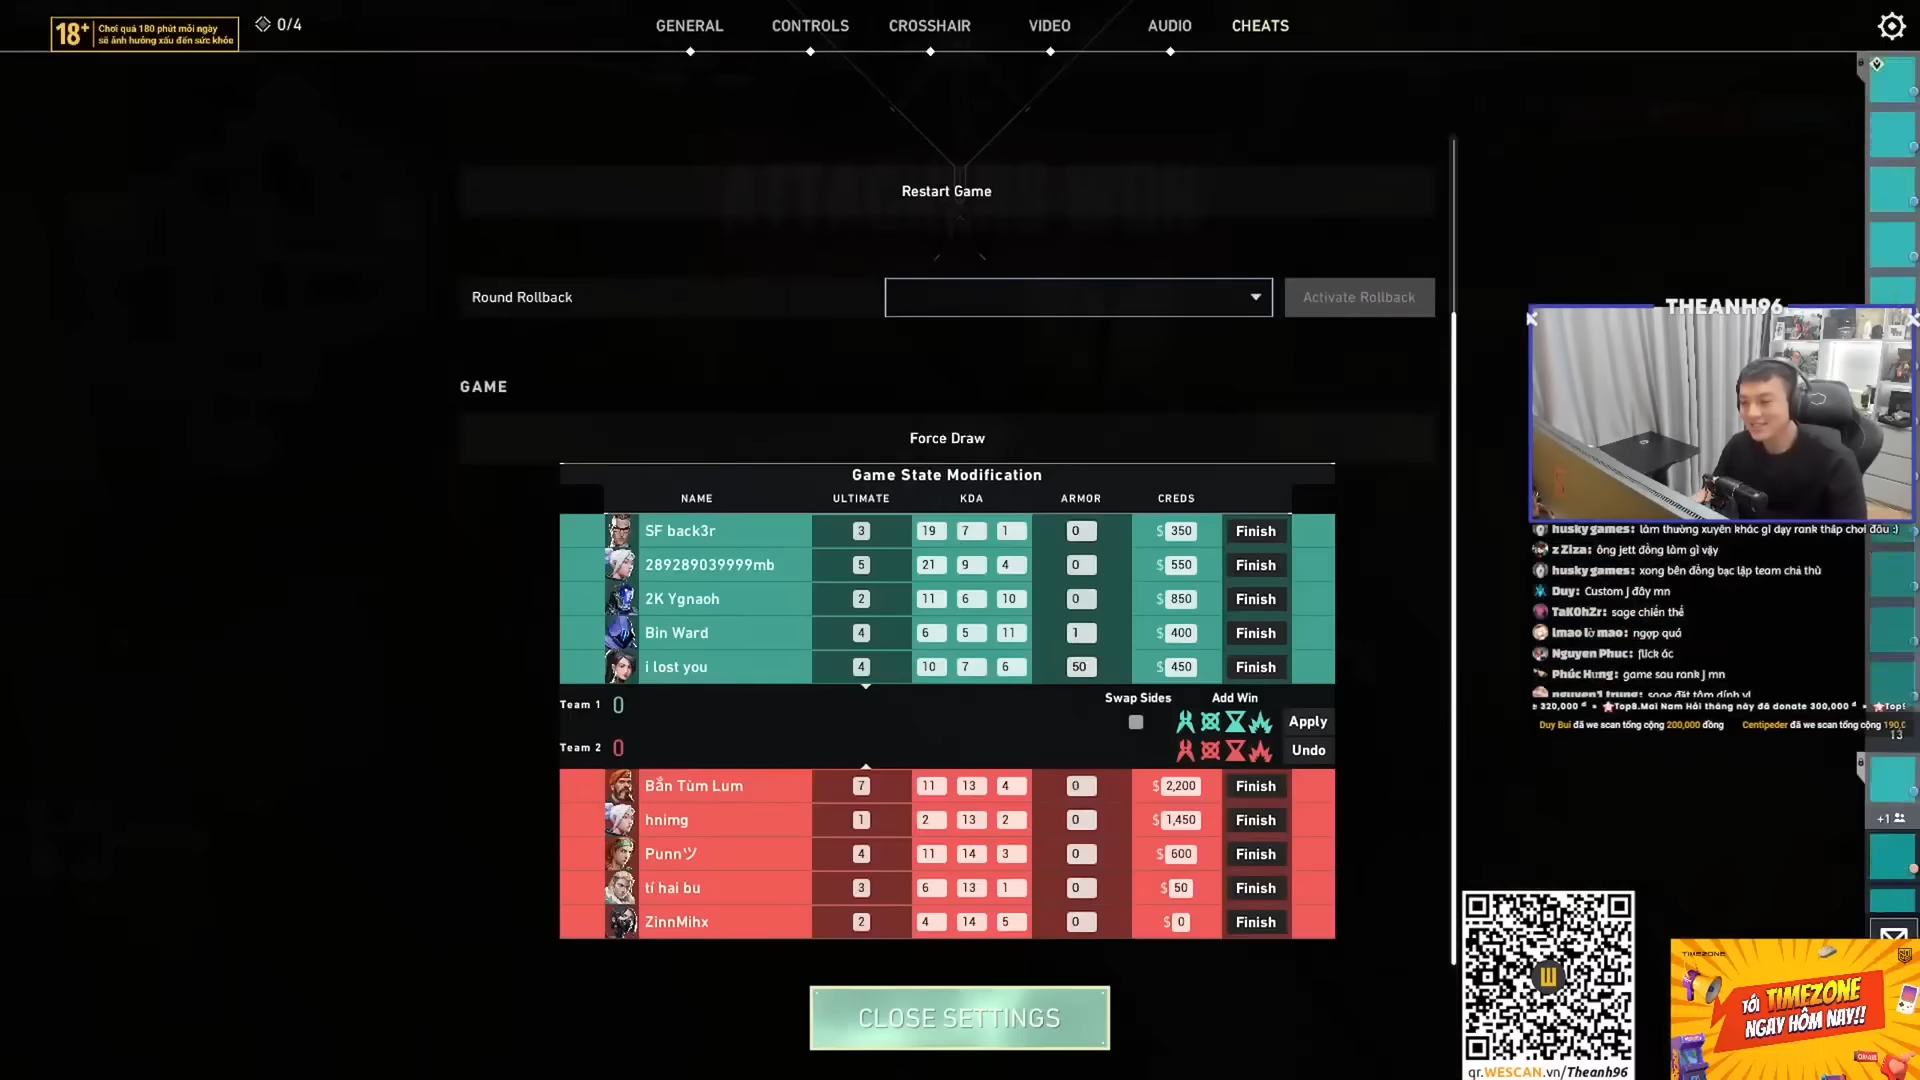 18+ Chơi quá 180 phút mỗi ngày
sẽ ảnh hưởng xấu đến sức khỏe
0/4
GENERAL CONTROLS CROSSHAIR VIDEO AUDIO CHEATS
Restart Game
Round Rollback Activate Rollback
GAME
Force Draw
Game State Modification
NAME ULTIMATE KDA ARMOR CREDS
SF back3r 3 19 7 1 0 $ 350 Finish
289289039999mb 5 21 9 4 0 $ 550 Finish
2K Ygnaoh 2 11 6 10 0 $ 850 Finish
Bin Ward 4 6 5 11 1 $ 400 Finish
i lost you 4 10 7 6 50 $ 450 Finish
Swap Sides Add Win
Team 1 0 Apply
Team 2 0 Undo
Bắn Tùm Lum 7 11 13 4 0 $ 2,200 Finish
hnimg 1 2 13 2 0 $ 1,450 Finish
Punnツ 4 11 14 3 0 $ 600 Finish
tí hai bu 3 6 13 1 0 $ 50 Finish
ZinnMihx 2 4 14 5 0 $ 0 Finish
CLOSE SETTINGS
THEANH96
husky games: làm thường xuyên khác gì dạy rank thấp chơi đâu :)
z Ziza: ông jett đồng làm gì vậy
husky games: xong bên đồng bạc lập team chả thù
Duy: Custom j đây mn
TaKOhZr: sage chiến thế
lmao lờ mao: ngợp quá
Nguyen Phuc: flick ác
Phúc Hưng: game sau rank j mn
nguyen1 trung: sage đặt tâm dính vl
320,000 đ Top8.Mai Nam Hải tháng này đã donate 300,000 đ
Duy Bui đã we scan tổng cộng 200,000 đồng Centipeder đã we scan tổng cộng 190,0
13
+1
qr.WESCAN.vn/Theanh96
TIMEZONE
TỚI TIMEZONE
NGAY HÔM NAY!!